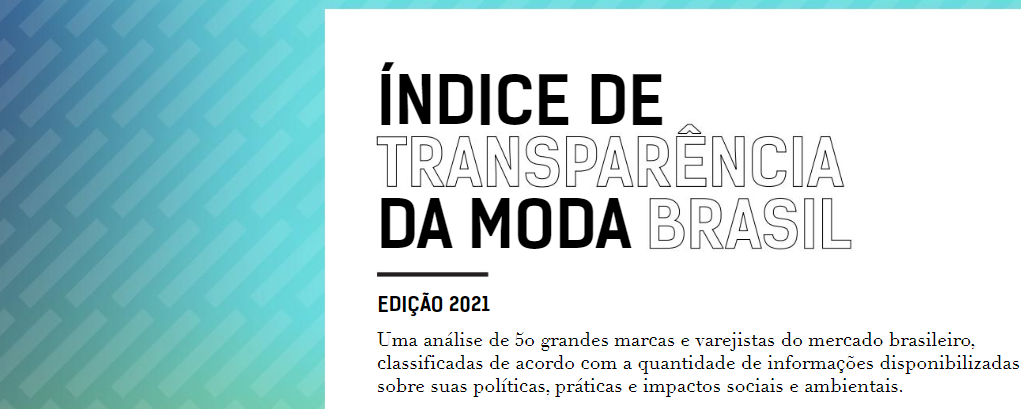 ÍNDICE DE
TRANSPARÊNCIA
DA MODA BRASIL
EDIÇÃO 2021
Uma análise de 50 grandes marcas e varejistas do mercado brasileiro,
classificadas de acordo com a quantidade de informações disponibilizadas
sobre suas políticas, práticas e impactos sociais e ambientais.